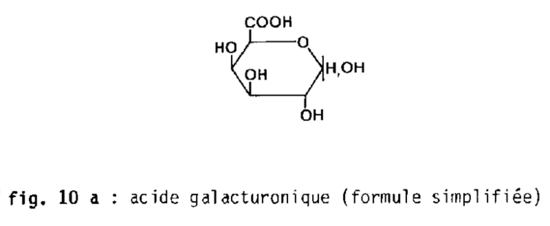 COOH
O
HO
OH
H,OH
OH
fig. 10 a : acide galacturonique (formule simplifiée)